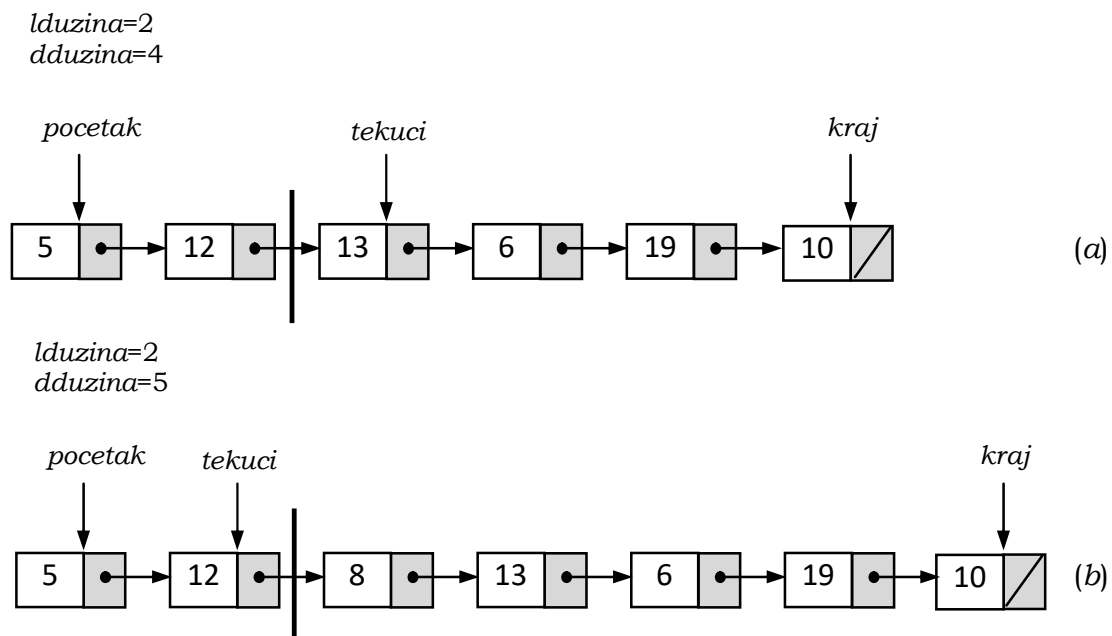 lduzina=2
dduzina=4
pocetak tekuci kraj
5 12 13 6 19 10 (a)
lduzina=2
dduzina=5
pocetak tekuci kraj
5 12 8 13 6 19 10 (b)